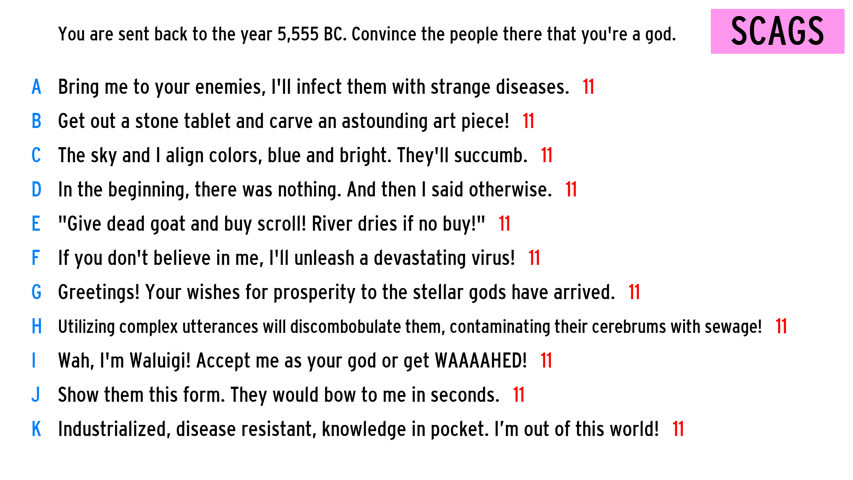 You are sent back to the year 5,555 BC. Convince the people there that you're a god.
SCAGS
A Bring me to your enemies, I'll infect them with strange diseases. 11
B Get out a stone tablet and carve an astounding art piece! 11
C The sky and I align colors, blue and bright. They'll succumb. 11
D In the beginning, there was nothing. And then I said otherwise. 11
E "Give dead goat and buy scroll! River dries if no buy!" 11
F If you don't believe in me, I'll unleash a devastating virus! 11
G Greetings! Your wishes for prosperity to the stellar gods have arrived. 11
H Utilizing complex utterances will discombobulate them, contaminating their cerebrums with sewage! 11
I Wah, I'm Waluigi! Accept me as your god or get WAAAAHED! 11
J Show them this form. They would bow to me in seconds. 11
K Industrialized, disease resistant, knowledge in pocket. I’m out of this world! 11